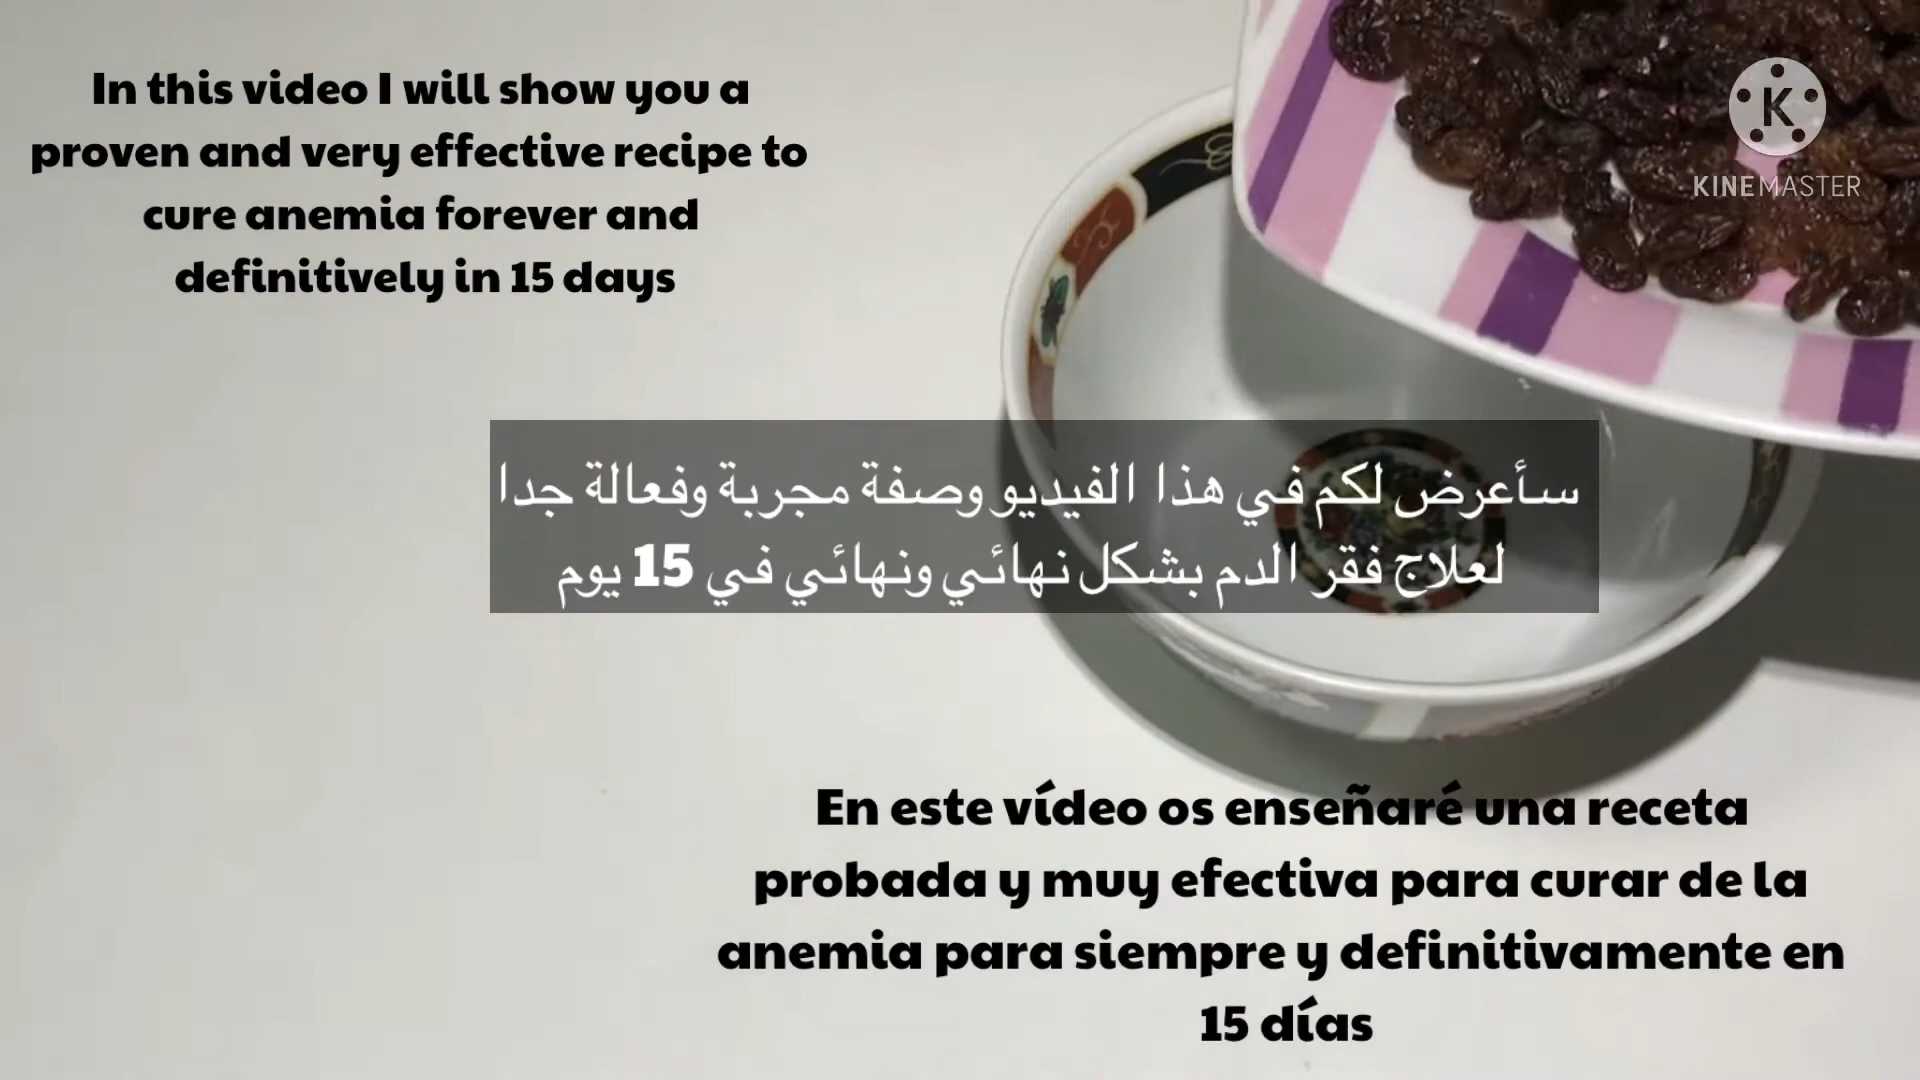 In this video I will show you a
proven and very effective recipe to
cure anemia forever and
definitively in 15 days
KINEMASTER
سأعرض لكم في هذا الفيديو وصفة مجربة وفعالة جدا
لعلاج فقر الدم بشكل نهائي ونهائي في 15 يوم
En este vídeo os enseñaré una receta
probada y muy efectiva para curar de la
anemia para siempre y definitivamente en
15 días